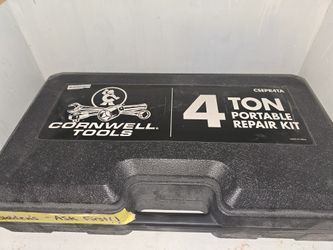 CSEPR4TA
4 TON
PORTABLE
REPAIR KIT
CORNWELL
TOOLS
- Ask First!